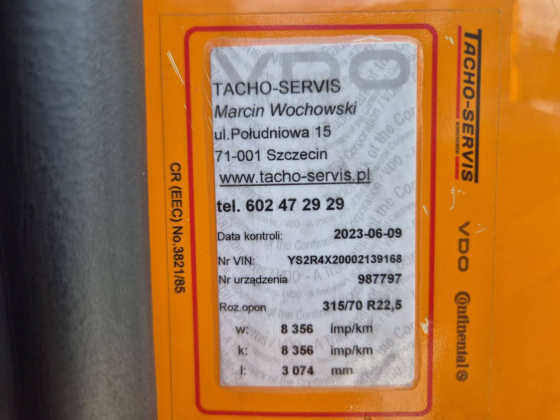 VDO
TACHO-SERVIS
Marcin Wochowski
ul.Południowa 15
71-001 Szczecin
www.tacho-servis.pl
tel. 602 47 29 29
Data kontroli: 2023-06-09
Nr VIN: YS2R4X20002139168
Nr urządzenia 987797
Roz.opon 315/70 R22,5
w: 8 356 imp/km
k: 8 356 imp/km
l: 3 074 mm
CR (EEC) No.3821/85
TACHO-SERVIS
VDO
Continental®